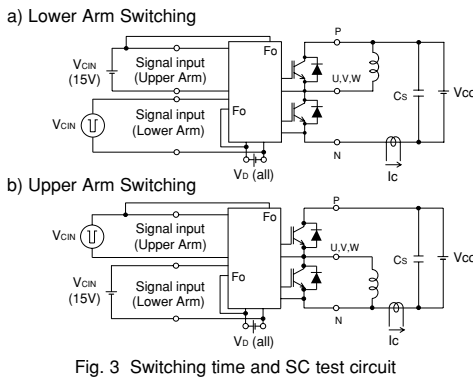 a) Lower Arm Switching
P
Fo
VCIN
(15V)
Signal input
(Upper Arm)
U,V,W
CS
VCC
Signal input
(Lower Arm)
VCIN
Fo
N
VD (all)
Ic
b) Upper Arm Switching
P
Fo
VCIN
Signal input
(Upper Arm)
U,V,W
CS
VCC
VCIN
(15V)
Signal input
(Lower Arm)
Fo
N
VD (all)
Ic
Fig. 3 Switching time and SC test circuit